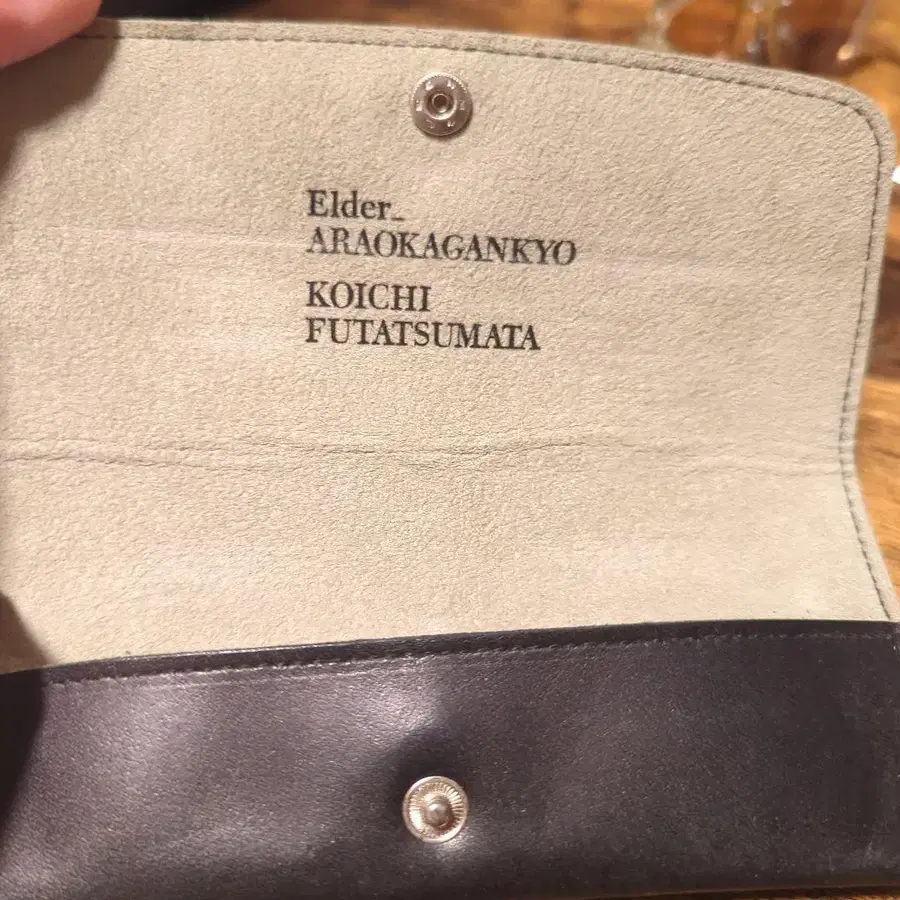 Elder_
ARAOKAGANKYO
KOICHI
FUTATSUMATA